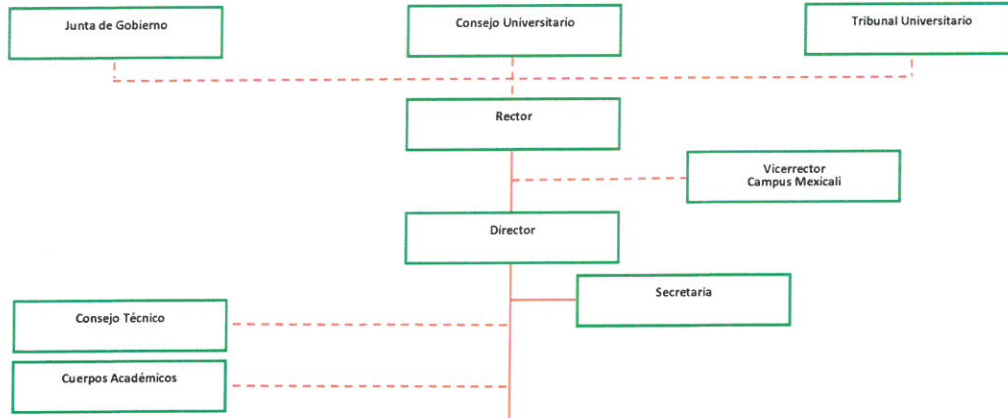 Junta de Gobierno
Consejo Universitario
Tribunal Universitario
Rector
Vicerrector
Campus Mexicali
Director
Secretaria
Consejo Técnico
Cuerpos Académicos